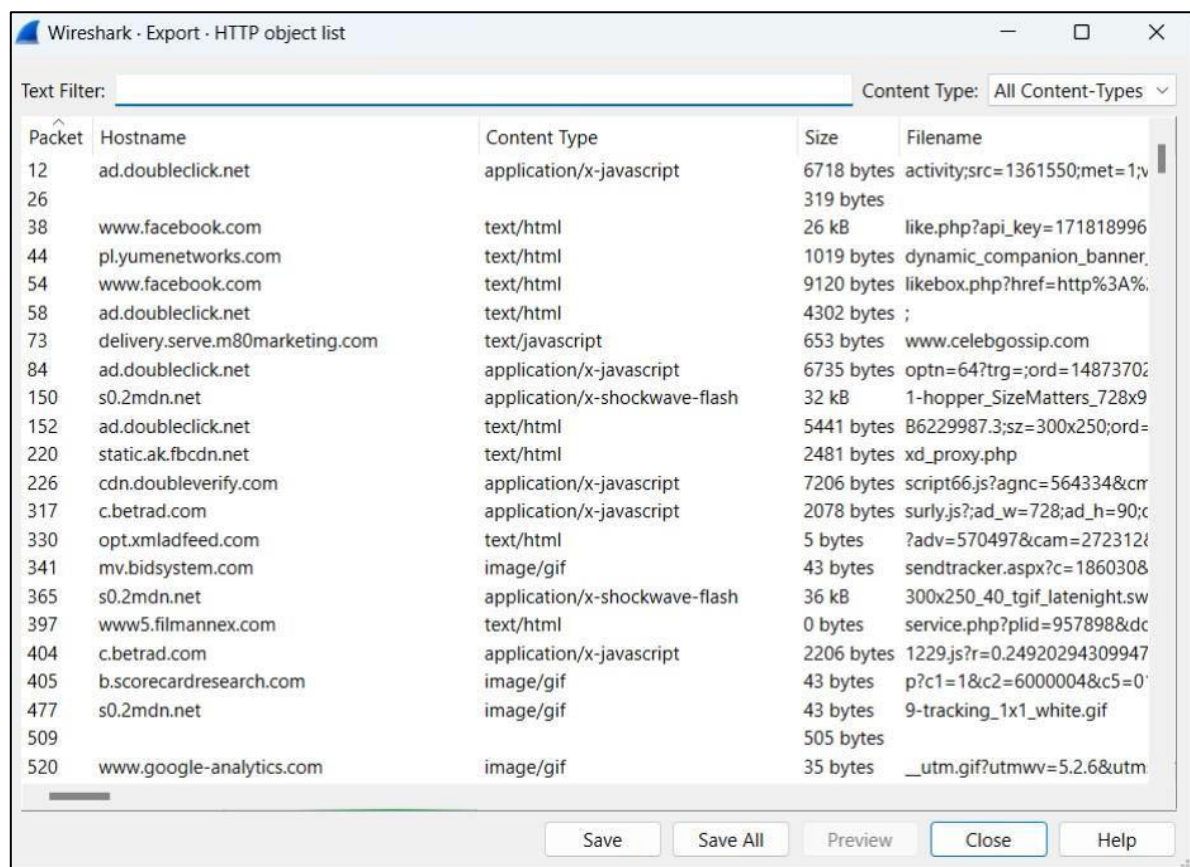 Wireshark · Export · HTTP object list
Text Filter: Content Type: All Content-Types
Packet Hostname Content Type Size Filename
12 ad.doubleclick.net application/x-javascript 6718 bytes activity;src=1361550;met=1;v
26 319 bytes
38 www.facebook.com text/html 26 kB like.php?api_key=171818996
44 pl.yumenetworks.com text/html 1019 bytes dynamic_companion_banner_
54 www.facebook.com text/html 9120 bytes likebox.php?href=http%3A%
58 ad.doubleclick.net text/html 4302 bytes ;
73 delivery.serve.m80marketing.com text/javascript 653 bytes www.celebgossip.com
84 ad.doubleclick.net application/x-javascript 6735 bytes optn=64?trg=;ord=14873702
150 s0.2mdn.net application/x-shockwave-flash 32 kB 1-hopper_SizeMatters_728x9
152 ad.doubleclick.net text/html 5441 bytes B6229987.3;sz=300x250;ord=
220 static.ak.fbcdn.net text/html 2481 bytes xd_proxy.php
226 cdn.doubleverify.com application/x-javascript 7206 bytes script66.js?agnc=564334&cm
317 c.betrad.com application/x-javascript 2078 bytes surly.js?;ad_w=728;ad_h=90;c
330 opt.xmladfeed.com text/html 5 bytes ?adv=570497&cam=272312&
341 mv.bidsystem.com image/gif 43 bytes sendtracker.aspx?c=186030&
365 s0.2mdn.net application/x-shockwave-flash 36 kB 300x250_40_tgif_latenight.sw
397 www5.filmannex.com text/html 0 bytes service.php?plid=957898&dc
404 c.betrad.com application/x-javascript 2206 bytes 1229.js?r=0.24920294309947
405 b.scorecardresearch.com image/gif 43 bytes p?c1=1&c2=6000004&c5=01
477 s0.2mdn.net image/gif 43 bytes 9-tracking_1x1_white.gif
509 505 bytes
520 www.google-analytics.com image/gif 35 bytes __utm.gif?utmwv=5.2.6&utm
Save Save All Preview Close Help